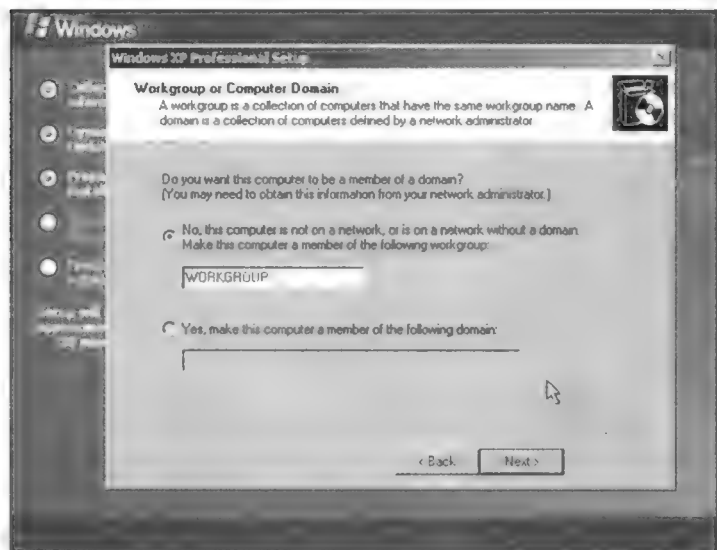 Windows
Windows XP Professional Setup
Workgroup or Computer Domain
A workgroup is a collection of computers that have the same workgroup name. A
domain is a collection of computers defined by a network administrator
Do you want this computer to be a member of a domain?
(You may need to obtain this information from your network administrator.)
No, this computer is not on a network, or is on a network without a domain.
Make this computer a member of the following workgroup:
WORKGROUP
Yes, make this computer a member of the following domain:
< Back
Next >